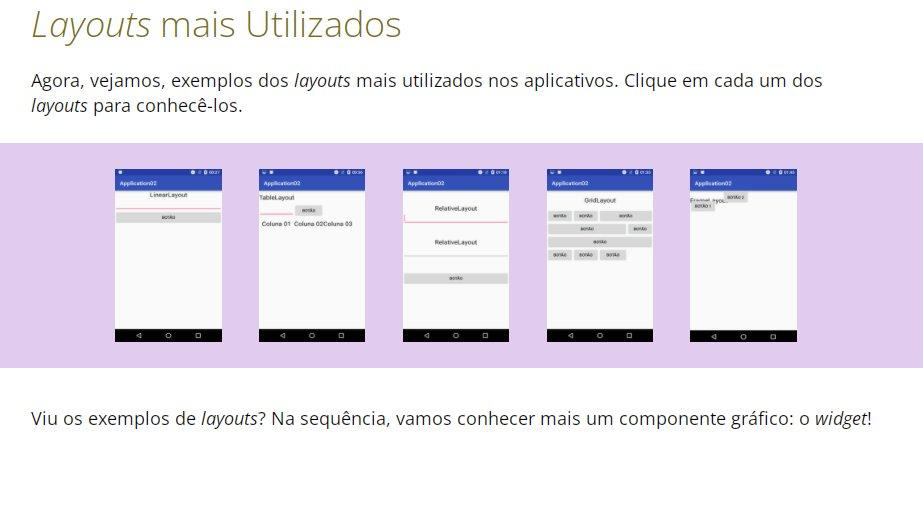 Layouts mais Utilizados
Agora, vejamos, exemplos dos layouts mais utilizados nos aplicativos. Clique em cada um dos
layouts para conhecê-los.
Application02
LinearLayout
BOTÃO
Application02
TableLayout
BOTÃO
Coluna 01 Coluna 02Coluna 03
Application02
RelativeLayout
RelativeLayout
BOTÃO
Application02
GridLayout
BOTÃO BOTÃO BOTÃO
BOTÃO BOTÃO
BOTÃO
BOTÃO BOTÃO BOTÃO
Application02
BOTÃO 2
BOTÃO 1
Viu os exemplos de layouts? Na sequência, vamos conhecer mais um componente gráfico: o widget!